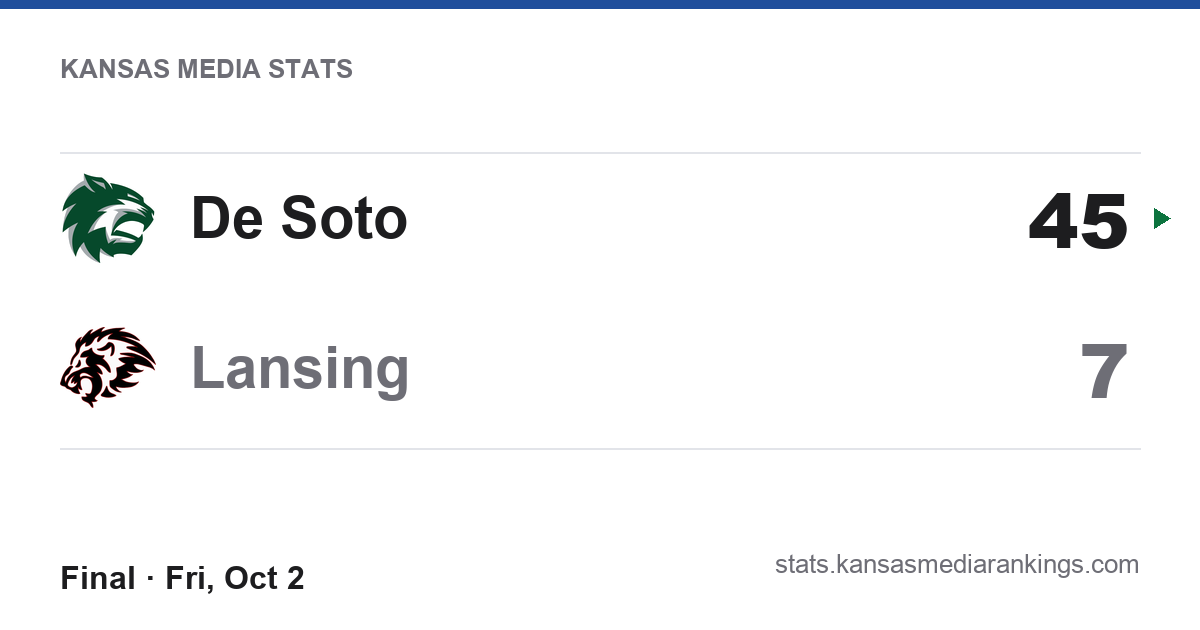 KANSAS MEDIA STATS
De Soto 45
Lansing 7
Final · Fri, Oct 2
stats.kansasmediarankings.com